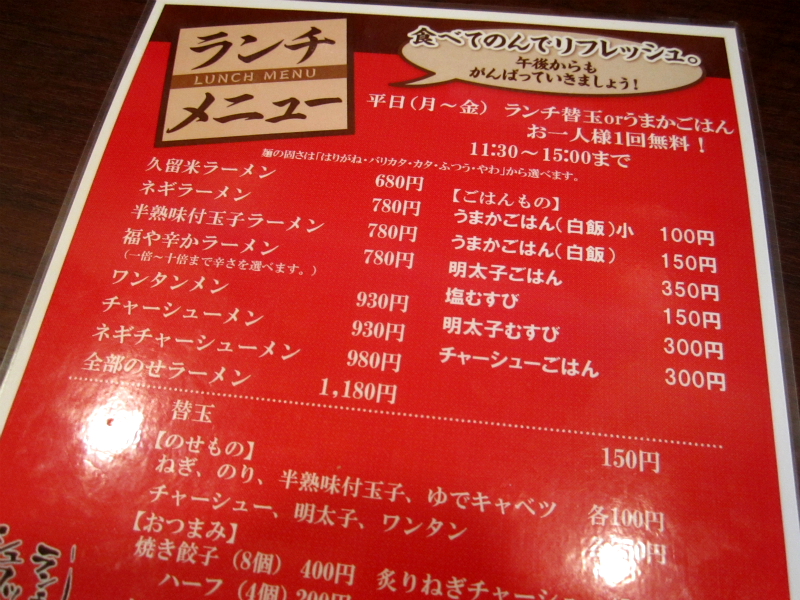 ランチ
LUNCH MENU
メニュー
食べてのんでリフレッシュ。
午後からも
がんばっていきましょう!
平日(月~金) ランチ替玉orうまかごはん
お一人様1回無料!
11:30~15:00まで
麺の固さは「はりがね・バリカタ・カタ・ふつう・やわ」から選べます。
久留米ラーメン 680円
ネギラーメン 780円
半熟味付玉子ラーメン 780円
福や辛かラーメン 780円
(一倍~十倍まで辛さを選べます。)
ワンタンメン 930円
チャーシューメン 930円
ネギチャーシューメン 980円
全部のせラーメン 1,180円
【ごはんもの】
うまかごはん(白飯)小 100円
うまかごはん(白飯) 150円
明太子ごはん 350円
塩むすび 150円
明太子むすび 300円
チャーシューごはん 300円
替玉 150円
【のせもの】
ねぎ、のり、半熟味付玉子、ゆでキャベツ 各100円
チャーシュー、明太子、ワンタン
【おつまみ】
焼き餃子(8個) 400円 炙りねぎチャーシュ
ハーフ(4個)